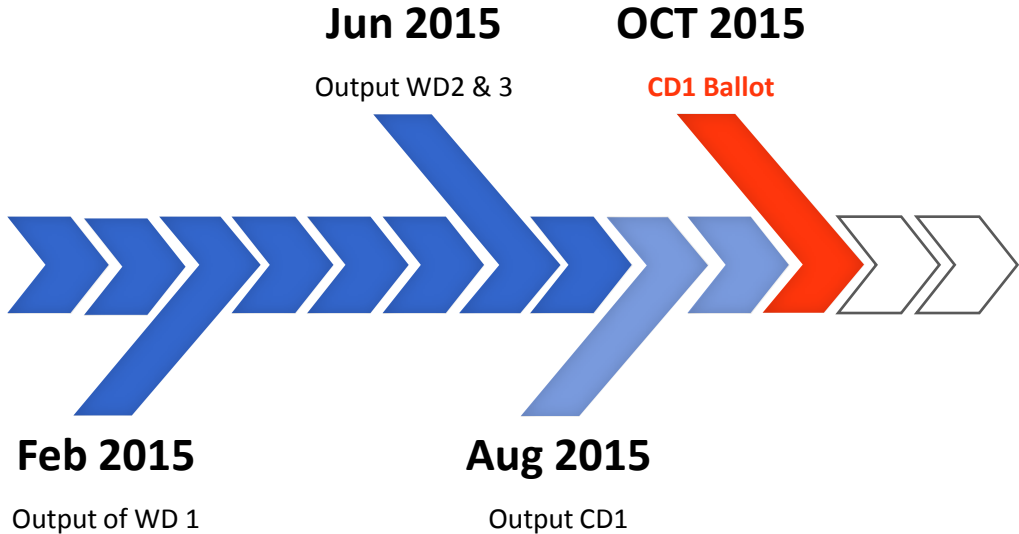 Jun 2015
Output WD2 & 3
OCT 2015
CD1 Ballot
Feb 2015
Output of WD 1
Aug 2015
Output CD1